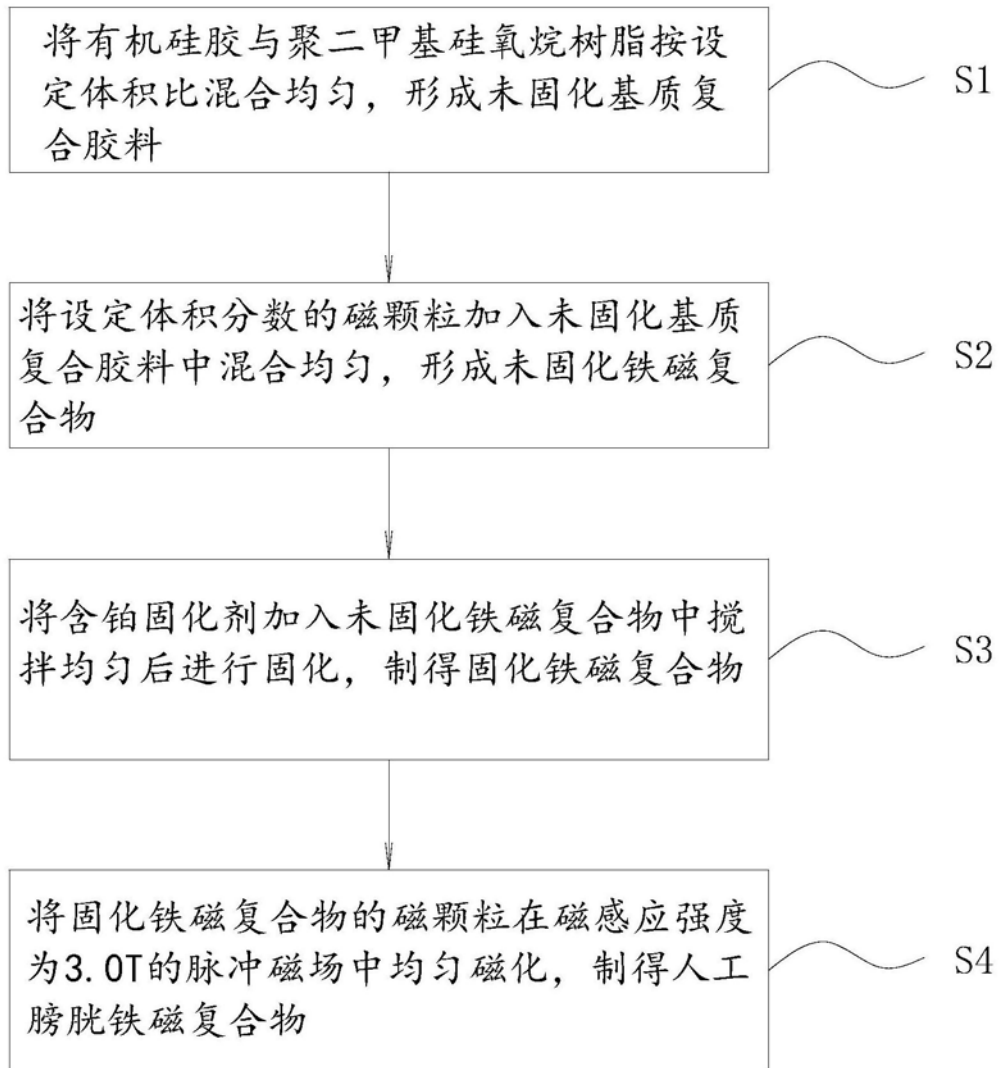 将有机硅胶与聚二甲基硅氧烷树脂按设
定体积比混合均匀，形成未固化基质复
合胶料
S1
将设定体积分数的磁颗粒加入未固化基质
复合胶料中混合均匀，形成未固化铁磁复
合物
S2
将含铂固化剂加入未固化铁磁复合物中搅
拌均匀后进行固化，制得固化铁磁复合物
S3
将固化铁磁复合物的磁颗粒在磁感应强度
为3.0T的脉冲磁场中均匀磁化，制得人工
膀胱铁磁复合物
S4